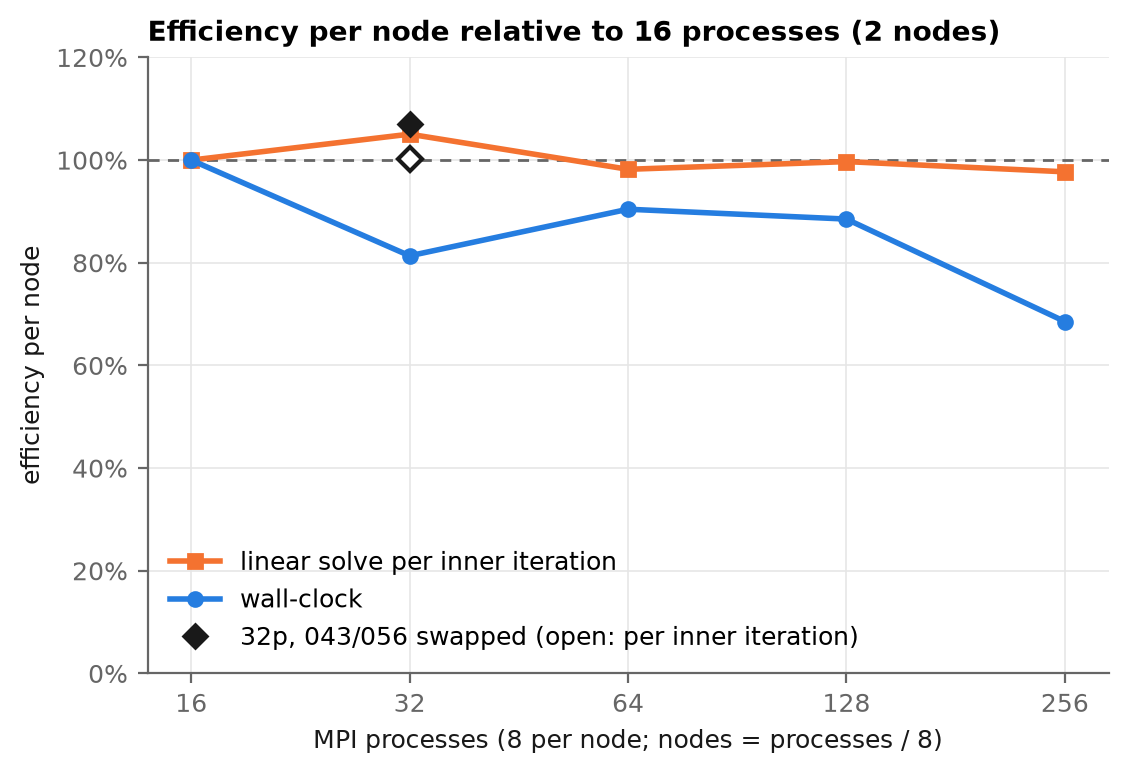 Efficiency per node relative to 16 processes (2 nodes)
120%
100%
80%
60%
40%
20%
0%
efficiency per node
linear solve per inner iteration
wall-clock
32p, 043/056 swapped (open: per inner iteration)
16 32 64 128 256
MPI processes (8 per node; nodes = processes / 8)